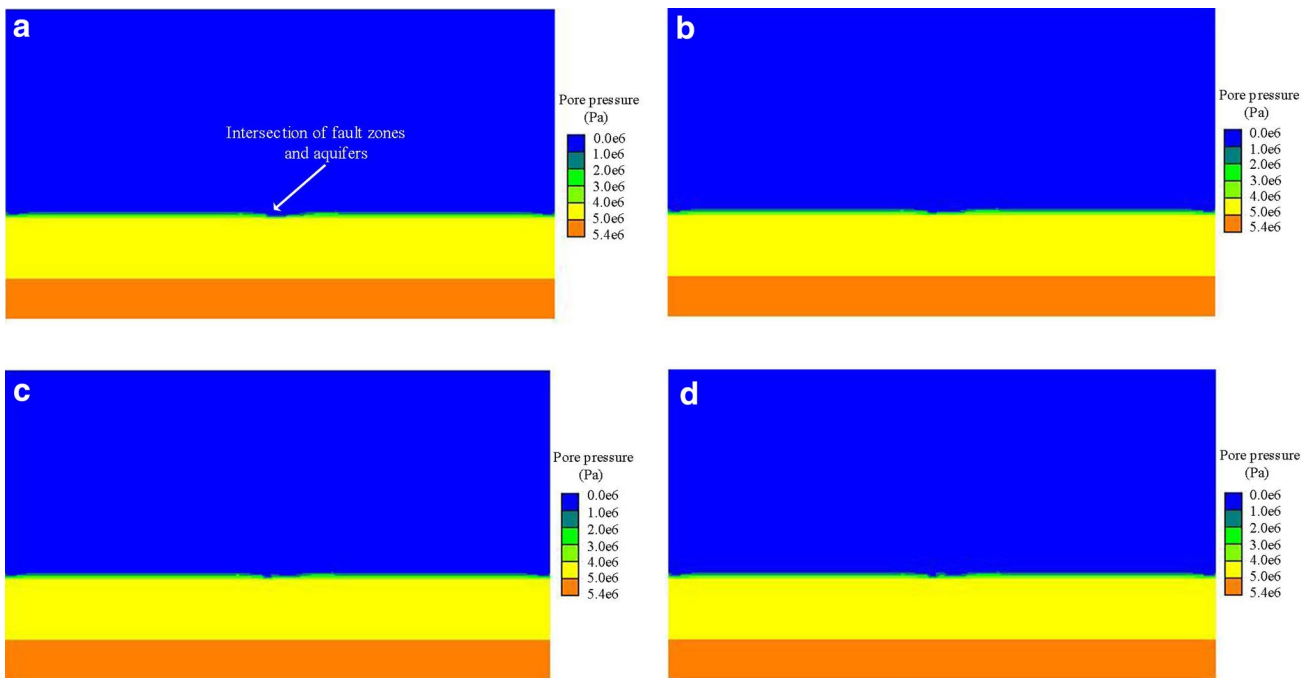 a
Intersection of fault zones
and aquifers
Pore pressure
(Pa)
0.0e6
1.0e6
2.0e6
3.0e6
4.0e6
5.0e6
5.4e6
b
Pore pressure
(Pa)
0.0e6
1.0e6
2.0e6
3.0e6
4.0e6
5.0e6
5.4e6
c
Pore pressure
(Pa)
0.0e6
1.0e6
2.0e6
3.0e6
4.0e6
5.0e6
5.4e6
d
Pore pressure
(Pa)
0.0e6
1.0e6
2.0e6
3.0e6
4.0e6
5.0e6
5.4e6